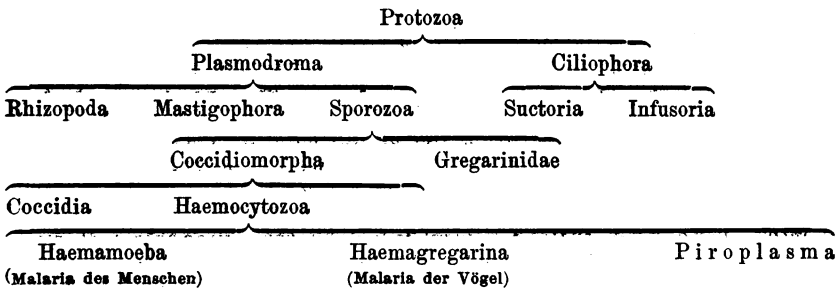 Protozoa
Plasmodroma Ciliophora
Rhizopoda Mastigophora Sporozoa Suctoria Infusoria
Coccidiomorpha Gregarinidae
Coccidia Haemocytozoa
Haemamoeba Haemagregarina Piroplasma
(Malaria des Menschen) (Malaria der Vögel)